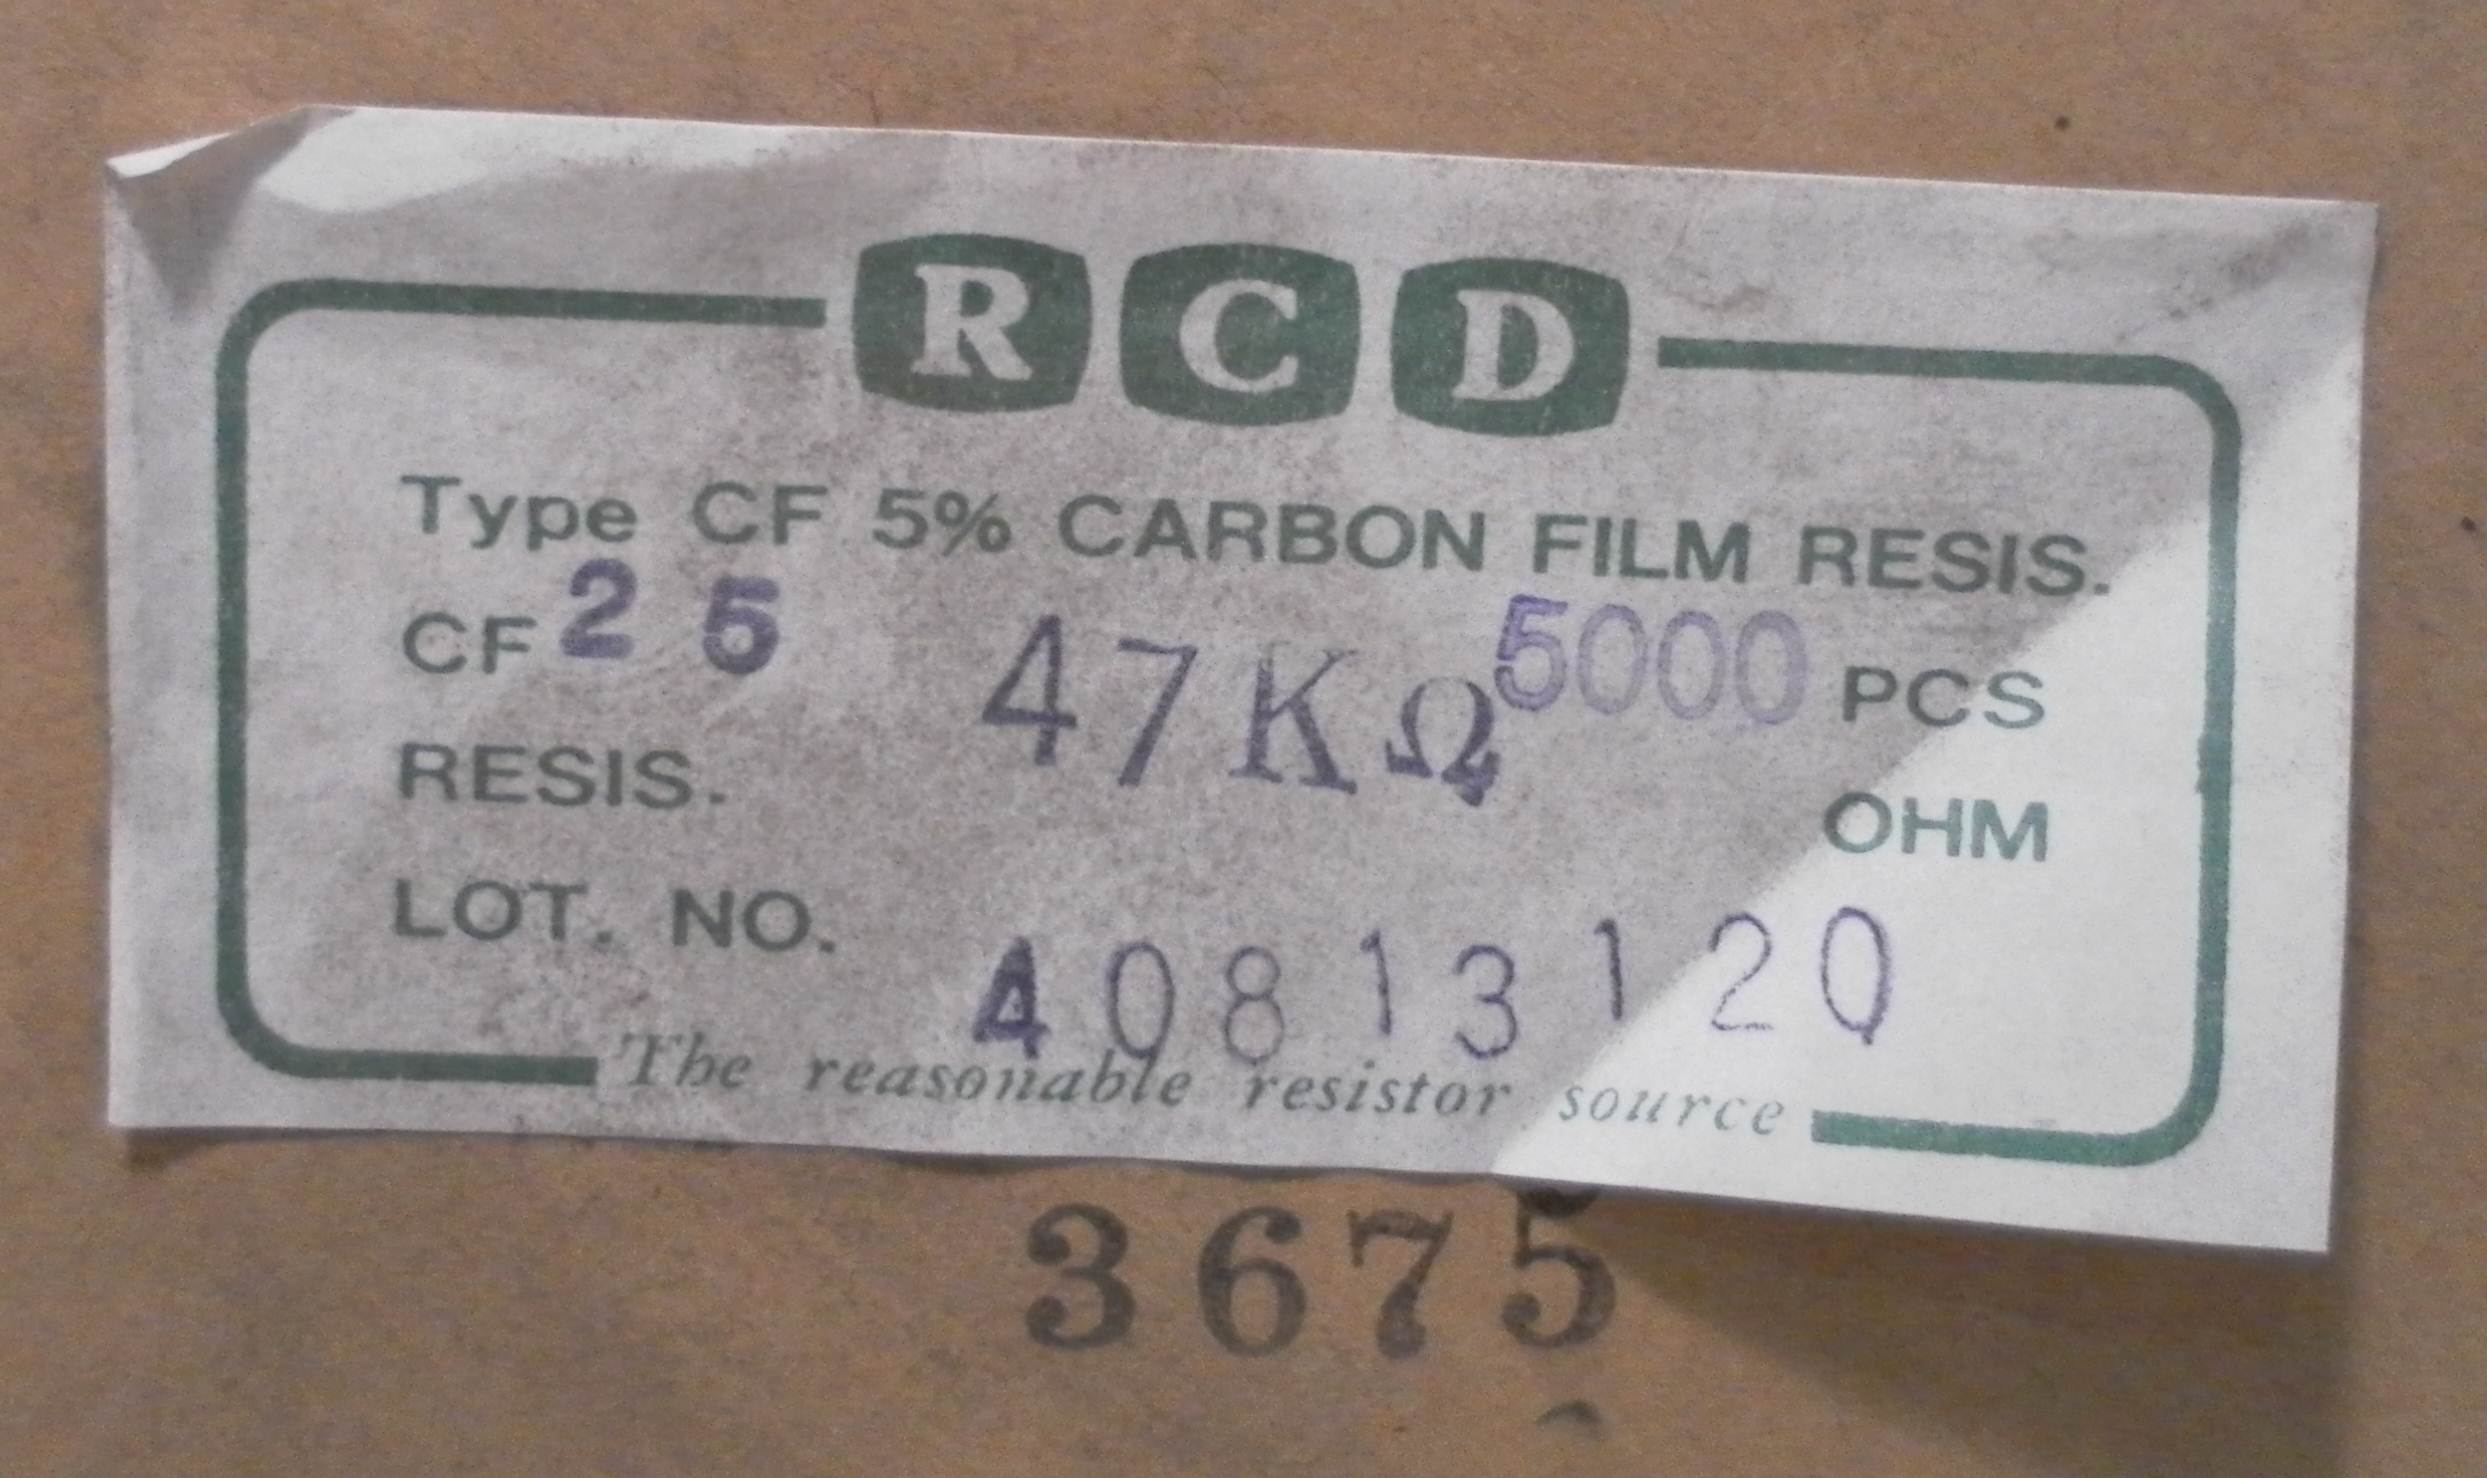 R C D
Type CF 5% CARBON FILM RESIS.
CF 25 5000 PCS
RESIS. 47KΩ OHM
LOT. NO. 40813120
The reasonable resistor source
3675